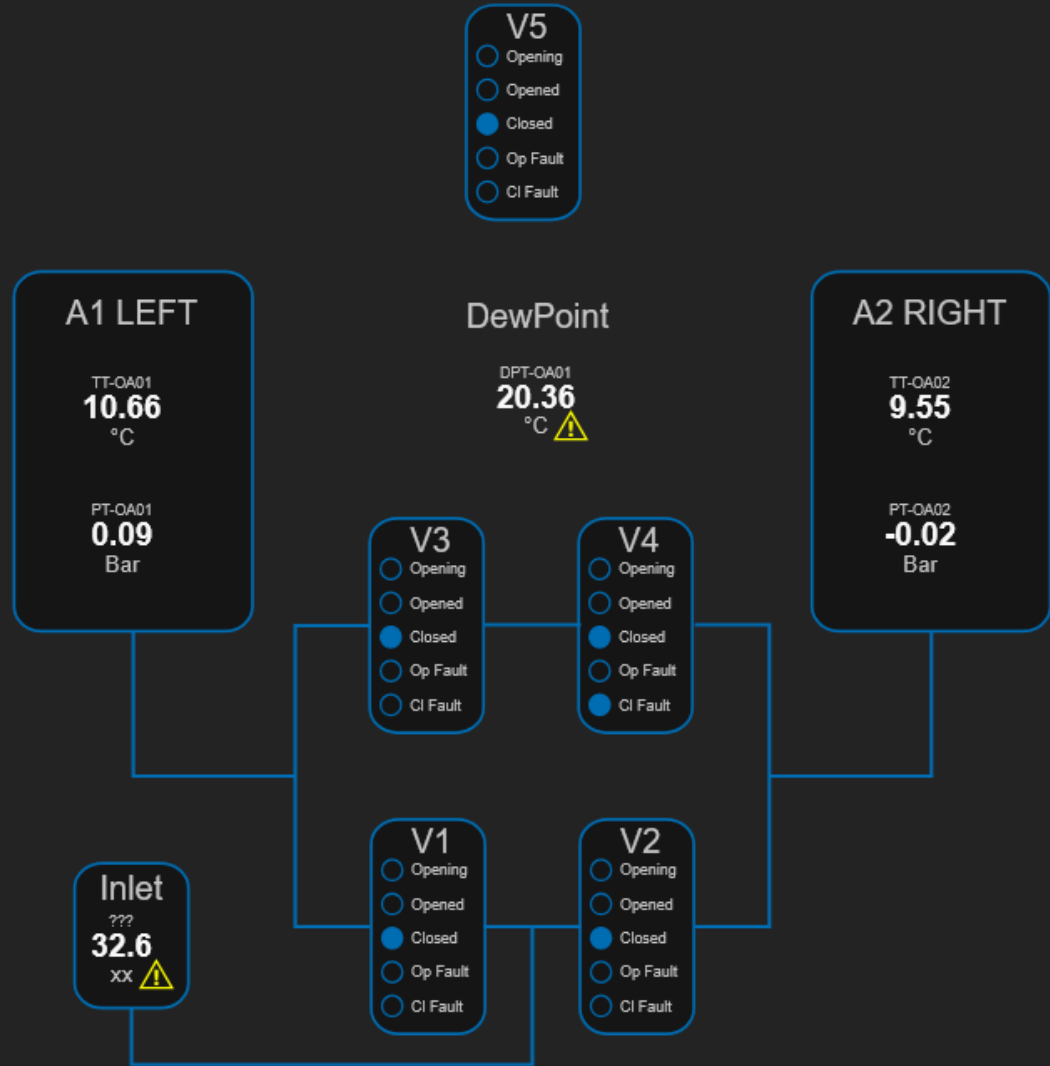 V5
Opening
Opened
Closed
Op Fault
Cl Fault
A1 LEFT
TT-OA01
10.66
°C
PT-OA01
0.09
Bar
DewPoint
DPT-OA01
20.36
°C
A2 RIGHT
TT-OA02
9.55
°C
PT-OA02
-0.02
Bar
V3
Opening
Opened
Closed
Op Fault
Cl Fault
V4
Opening
Opened
Closed
Op Fault
Cl Fault
Inlet
???
32.6
xx
V1
Opening
Opened
Closed
Op Fault
Cl Fault
V2
Opening
Opened
Closed
Op Fault
Cl Fault